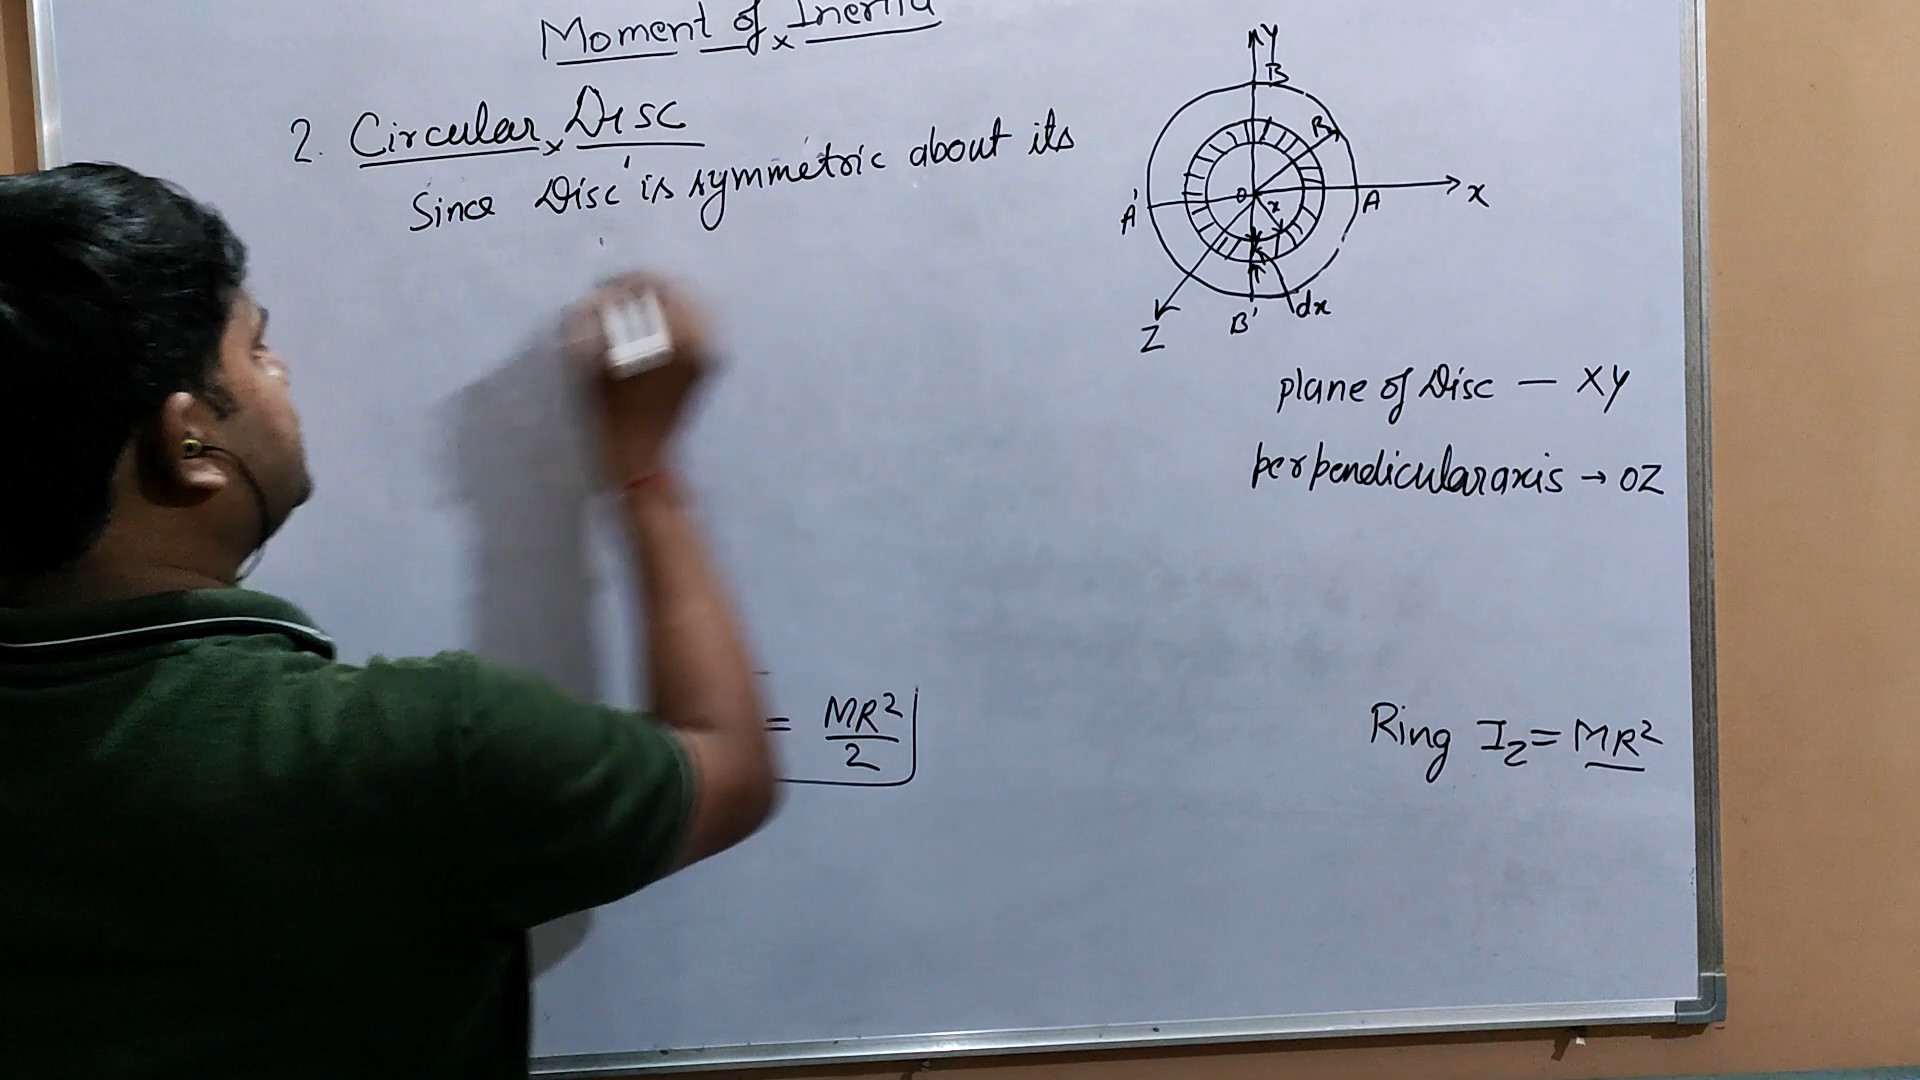 Moment of Inertia
2. Circular Disc
Since Disc is symmetric about its
Y
B
R
A'
O
x
A
X
Z
B'
dx
plane of Disc — XY
perpendicular axis → OZ
= MR²/2
Ring Iz = MR²